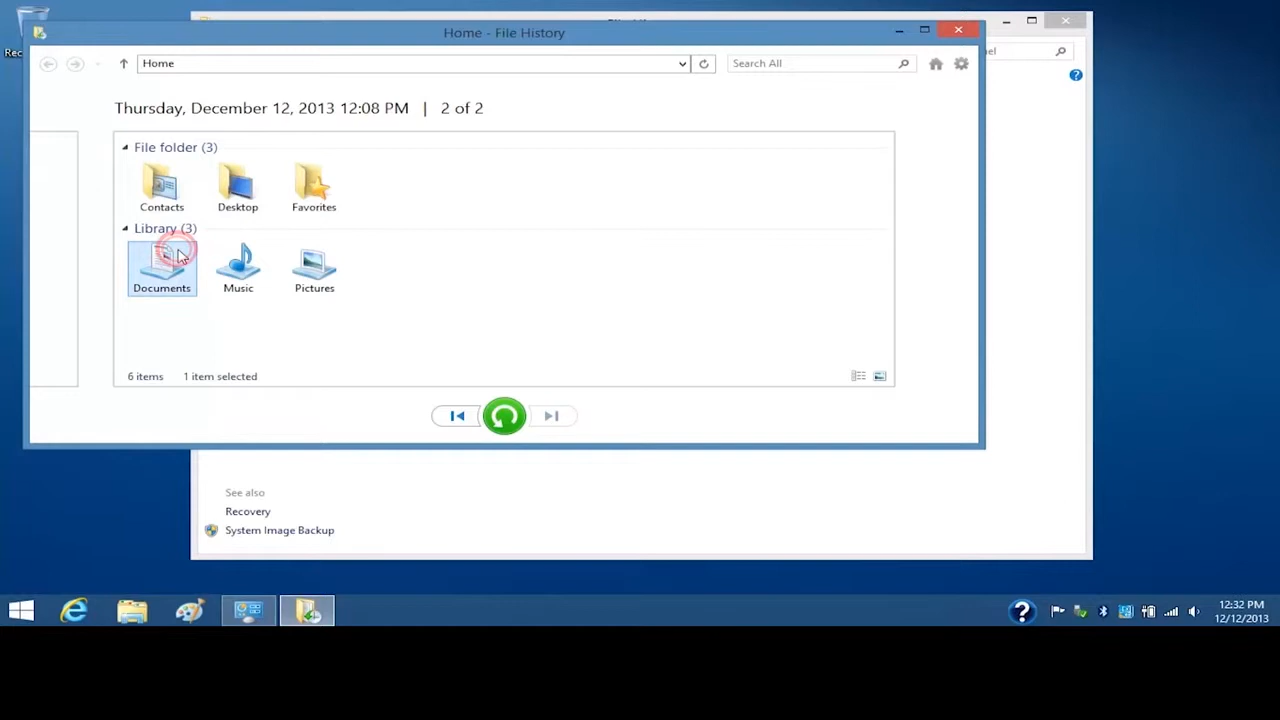 Home - File History
Home
Search All
Thursday, December 12, 2013 12:08 PM | 2 of 2
File folder (3)
Contacts
Desktop
Favorites
Library (3)
Documents
Music
Pictures
6 items
1 item selected
See also
Recovery
System Image Backup
12:32 PM
12/12/2013